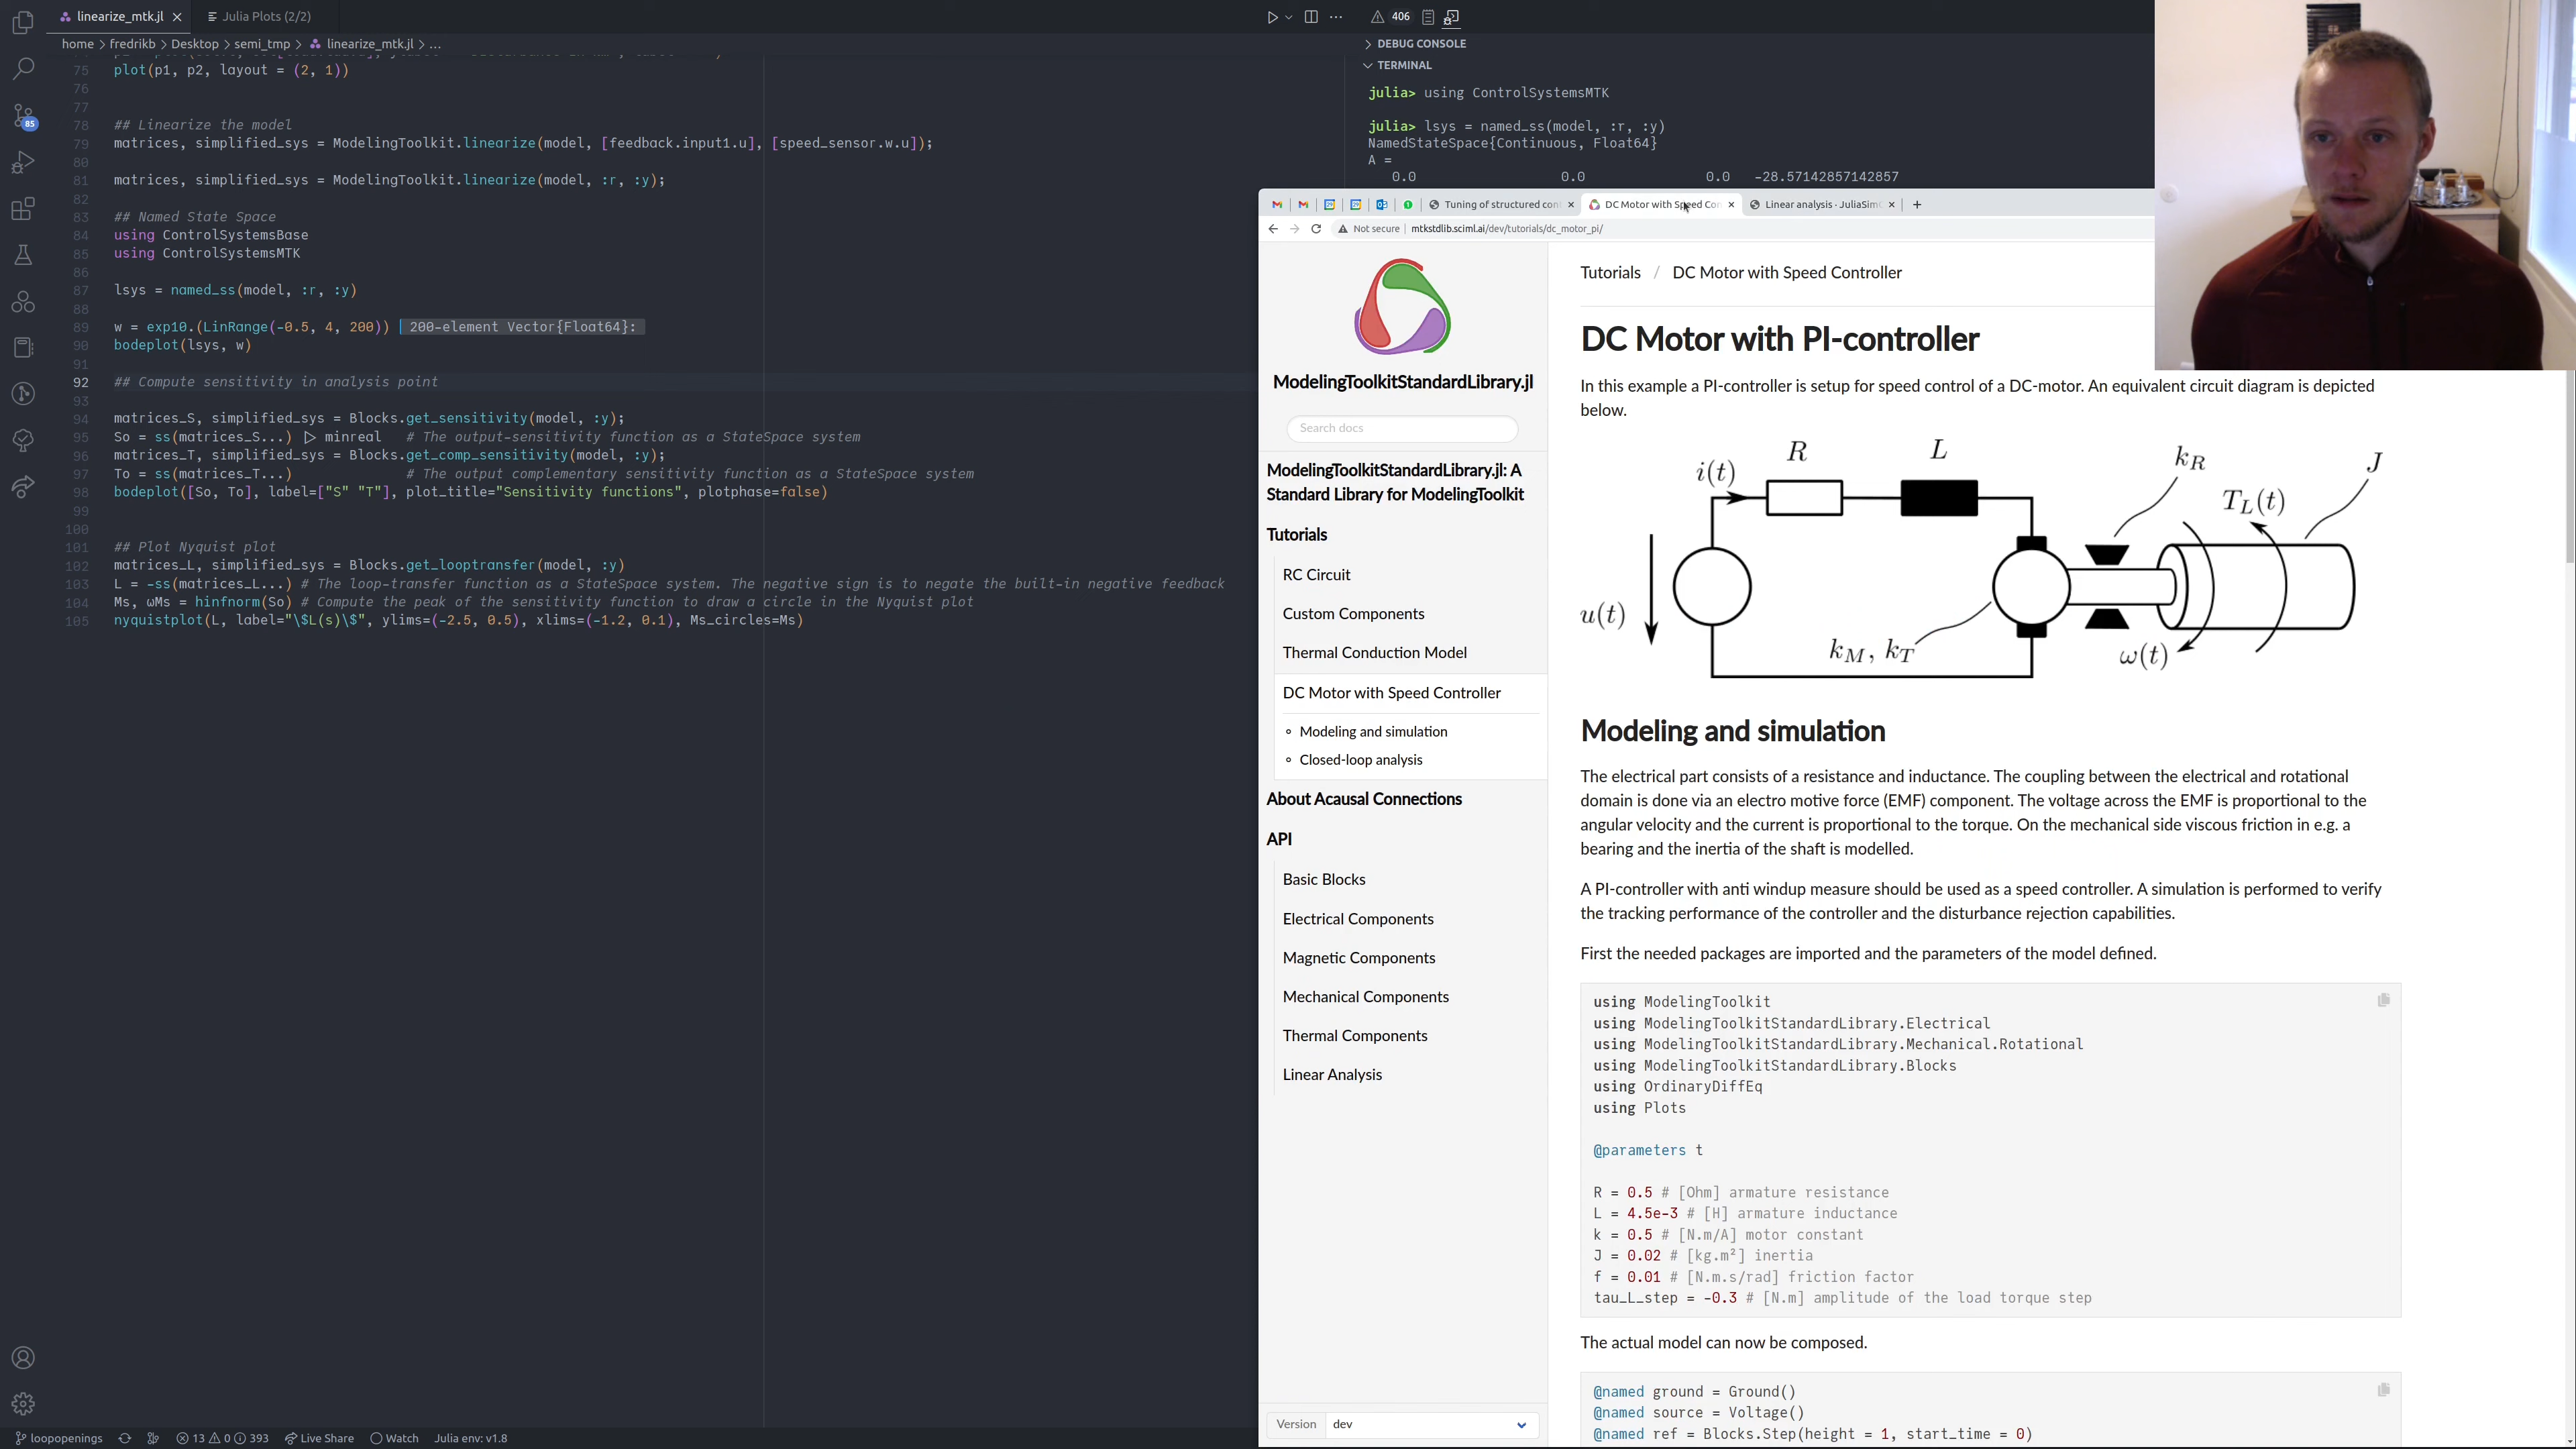 linearize_mtk.jl
Julia Plots (2/2)
406
home > fredrikb > Desktop > semi_tmp > linearize_mtk.jl > ...
DEBUG CONSOLE
TERMINAL
75 plot(p1, p2, layout = (2, 1))
76
77
78 ## Linearize the model
79 matrices, simplified_sys = ModelingToolkit.linearize(model, [feedback.input1.u], [speed_sensor.w.u]);
80
81 matrices, simplified_sys = ModelingToolkit.linearize(model, :r, :y);
82
83 ## Named State Space
84 using ControlSystemsBase
85 using ControlSystemsMTK
86
87 lsys = named_ss(model, :r, :y)
88
89 w = exp10.(LinRange(-0.5, 4, 200)) 200-element Vector{Float64}:
90 bodeplot(lsys, w)
91
92 ## Compute sensitivity in analysis point
93
94 matrices_S, simplified_sys = Blocks.get_sensitivity(model, :y);
95 So = ss(matrices_S...) ▷ minreal # The output-sensitivity function as a StateSpace system
96 matrices_T, simplified_sys = Blocks.get_comp_sensitivity(model, :y);
97 To = ss(matrices_T...) # The output complementary sensitivity function as a StateSpace system
98 bodeplot([So, To], label=["S" "T"], plot_title="Sensitivity functions", plotphase=false)
99
100
101 ## Plot Nyquist plot
102 matrices_L, simplified_sys = Blocks.get_looptransfer(model, :y)
103 L = -ss(matrices_L...) # The loop-transfer function as a StateSpace system. The negative sign is to negate the built-in negative feedback
104 Ms, ωMs = hinfnorm(So) # Compute the peak of the sensitivity function to draw a circle in the Nyquist plot
105 nyquistplot(L, label="\$L(s)\$", ylims=(-2.5, 0.5), xlims=(-1.2, 0.1), Ms_circles=Ms)
85
loopopenings
13 0 393
Live Share
Watch
Julia env: v1.8
julia> using ControlSystemsMTK
julia> lsys = named_ss(model, :r, :y)
NamedStateSpace{Continuous, Float64}
A =
0.0 0.0 0.0 -28.57142857142857
Tuning of structured con
DC Motor with Speed Con
Linear analysis · JuliaSimC
Not secure | mtkstdlib.sciml.ai/dev/tutorials/dc_motor_pi/
ModelingToolkitStandardLibrary.jl
Search docs
ModelingToolkitStandardLibrary.jl: A
Standard Library for ModelingToolkit
Tutorials
RC Circuit
Custom Components
Thermal Conduction Model
DC Motor with Speed Controller
Modeling and simulation
Closed-loop analysis
About Acausal Connections
API
Basic Blocks
Electrical Components
Magnetic Components
Mechanical Components
Thermal Components
Linear Analysis
Version dev
Tutorials / DC Motor with Speed Controller
DC Motor with PI-controller
In this example a PI-controller is setup for speed control of a DC-motor. An equivalent circuit diagram is depicted
below.
i(t)
R
L
k_R
J
T_L(t)
u(t)
k_M, k_T
ω(t)
Modeling and simulation
The electrical part consists of a resistance and inductance. The coupling between the electrical and rotational
domain is done via an electro motive force (EMF) component. The voltage across the EMF is proportional to the
angular velocity and the current is proportional to the torque. On the mechanical side viscous friction in e.g. a
bearing and the inertia of the shaft is modelled.
A PI-controller with anti windup measure should be used as a speed controller. A simulation is performed to verify
the tracking performance of the controller and the disturbance rejection capabilities.
First the needed packages are imported and the parameters of the model defined.
using ModelingToolkit
using ModelingToolkitStandardLibrary.Electrical
using ModelingToolkitStandardLibrary.Mechanical.Rotational
using ModelingToolkitStandardLibrary.Blocks
using OrdinaryDiffEq
using Plots
@parameters t
R = 0.5 # [Ohm] armature resistance
L = 4.5e-3 # [H] armature inductance
k = 0.5 # [N.m/A] motor constant
J = 0.02 # [kg.m²] inertia
f = 0.01 # [N.m.s/rad] friction factor
tau_L_step = -0.3 # [N.m] amplitude of the load torque step
The actual model can now be composed.
@named ground = Ground()
@named source = Voltage()
@named ref = Blocks.Step(height = 1, start_time = 0)